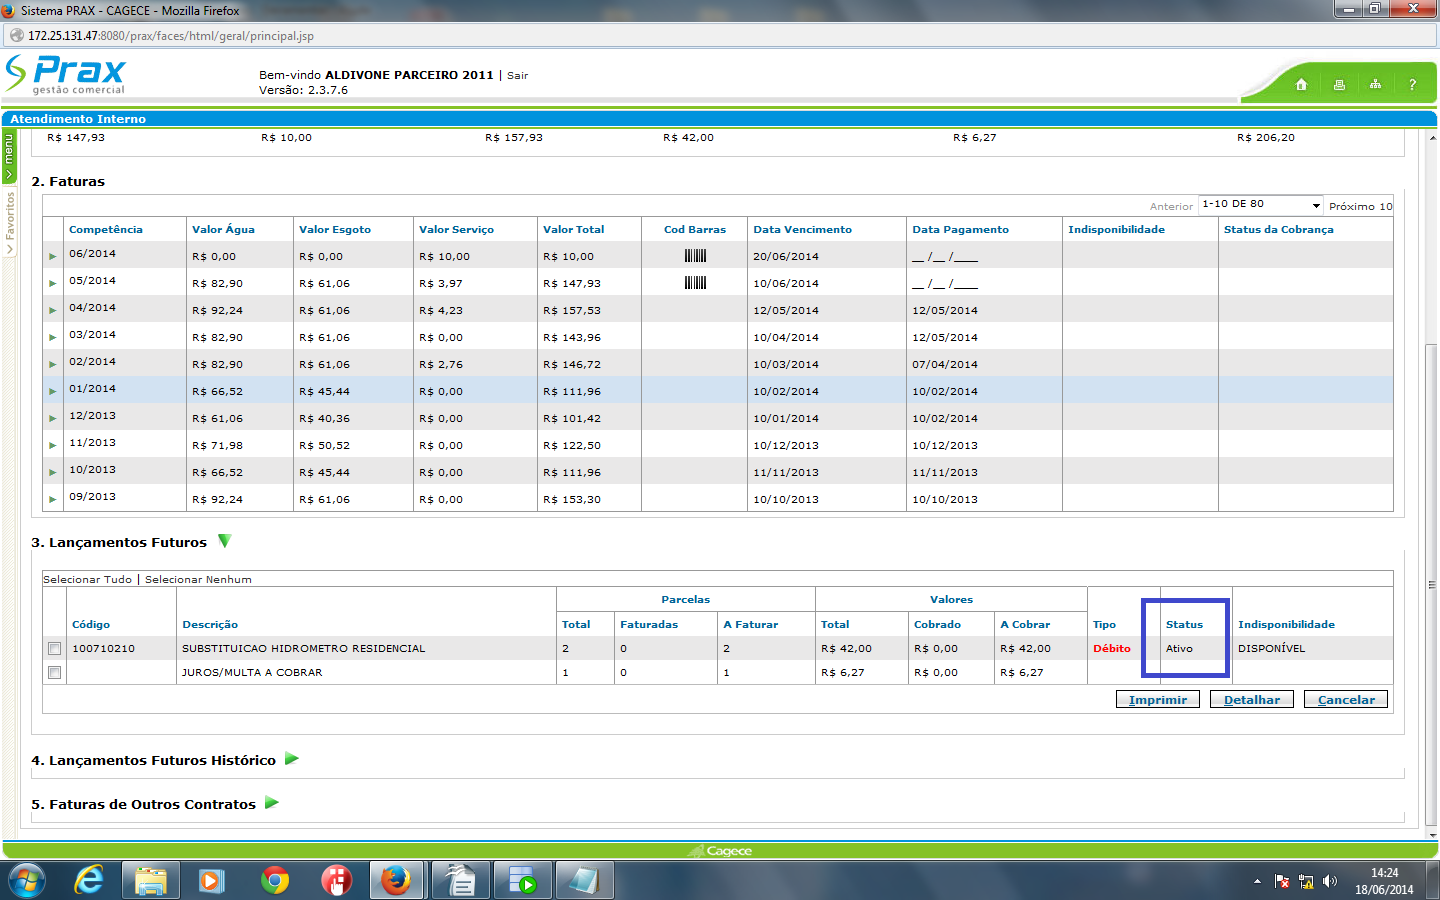 Sistema PRAX - CAGECE - Mozilla Firefox
172.25.131.47:8080/prax/faces/html/geral/principal.jsp
Prax
gestão comercial
Bem-vindo ALDIVONE PARCEIRO 2011 | Sair
Versão: 2.3.7.6
?
Atendimento Interno
menu
Favoritos
R$ 147,93 R$ 10,00 R$ 157,93 R$ 42,00 R$ 6,27 R$ 206,20
2. Faturas
Anterior 1-10 DE 80 Próximo 10
Competência Valor Água Valor Esgoto Valor Serviço Valor Total Cod Barras Data Vencimento Data Pagamento Indisponibilidade Status da Cobrança
06/2014 R$ 0,00 R$ 0,00 R$ 10,00 R$ 10,00 20/06/2014 __ /__ /____
05/2014 R$ 82,90 R$ 61,06 R$ 3,97 R$ 147,93 10/06/2014 __ /__ /____
04/2014 R$ 92,24 R$ 61,06 R$ 4,23 R$ 157,53 12/05/2014 12/05/2014
03/2014 R$ 82,90 R$ 61,06 R$ 0,00 R$ 143,96 10/04/2014 12/05/2014
02/2014 R$ 82,90 R$ 61,06 R$ 2,76 R$ 146,72 10/03/2014 07/04/2014
01/2014 R$ 66,52 R$ 45,44 R$ 0,00 R$ 111,96 10/02/2014 10/02/2014
12/2013 R$ 61,06 R$ 40,36 R$ 0,00 R$ 101,42 10/01/2014 10/02/2014
11/2013 R$ 71,98 R$ 50,52 R$ 0,00 R$ 122,50 10/12/2013 10/12/2013
10/2013 R$ 66,52 R$ 45,44 R$ 0,00 R$ 111,96 11/11/2013 11/11/2013
09/2013 R$ 92,24 R$ 61,06 R$ 0,00 R$ 153,30 10/10/2013 10/10/2013
3. Lançamentos Futuros
Selecionar Tudo | Selecionar Nenhum
Parcelas Valores
Código Descrição Total Faturadas A Faturar Total Cobrado A Cobrar Tipo Status Indisponibilidade
100710210 SUBSTITUICAO HIDROMETRO RESIDENCIAL 2 0 2 R$ 42,00 R$ 0,00 R$ 42,00 Débito Ativo DISPONÍVEL
JUROS/MULTA A COBRAR 1 0 1 R$ 6,27 R$ 0,00 R$ 6,27
Imprimir Detalhar Cancelar
4. Lançamentos Futuros Histórico
5. Faturas de Outros Contratos
Cagece
14:24
18/06/2014